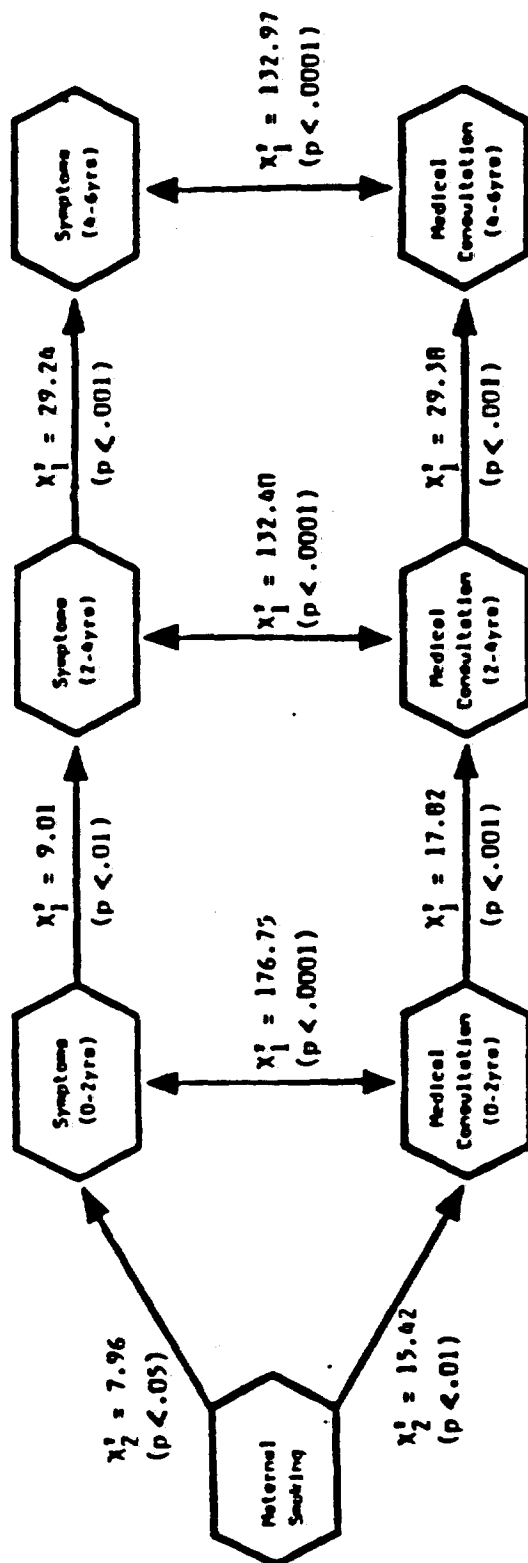 Maternal
Smoking
χ²₂ = 7.96
(p < .05)
χ²₂ = 15.42
(p < .01)
Symptoms
(0-2yrs)
χ²₁ = 176.75
(p < .0001)
Medical
Consultation
(0-2yrs)
χ²₁ = 9.01
(p < .01)
χ²₁ = 17.82
(p < .001)
Symptoms
(2-4yrs)
χ²₁ = 132.40
(p < .0001)
Medical
Consultation
(2-4yrs)
χ²₁ = 29.24
(p < .001)
χ²₁ = 29.38
(p < .001)
Symptoms
(4-6yrs)
χ²₁ = 132.97
(p < .0001)
Medical
Consultation
(4-6yrs)